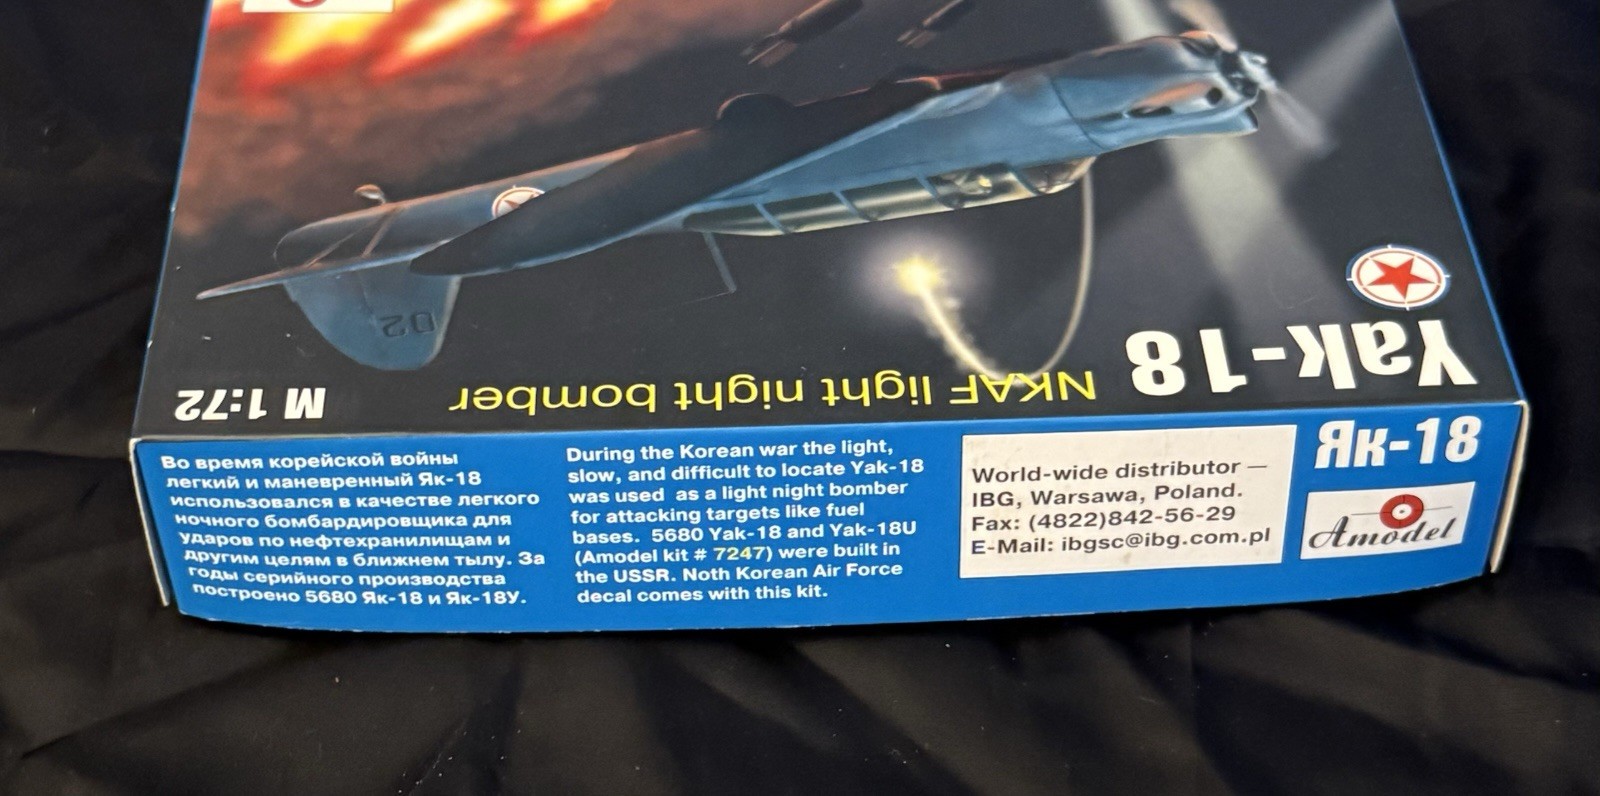 Yak-18
NKAF light night bomber
M 1:72
02
Во время корейской войны
легкий и маневренный Як-18
использовался в качестве легкого
ночного бомбардировщика для
ударов по нефтехранилищам и
другим целям в ближнем тылу. За
годы серийного производства
построено 5680 Як-18 и Як-18У.
During the Korean war the light,
slow, and difficult to locate Yak-18
was used as a light night bomber
for attacking targets like fuel
bases. 5680 Yak-18 and Yak-18U
(Amodel kit # 7247) were built in
the USSR. Noth Korean Air Force
decal comes with this kit.
World-wide distributor —
IBG, Warsawa, Poland.
Fax: (4822)842-56-29
E-Mail: ibgsc@ibg.com.pl
Як-18
Amodel